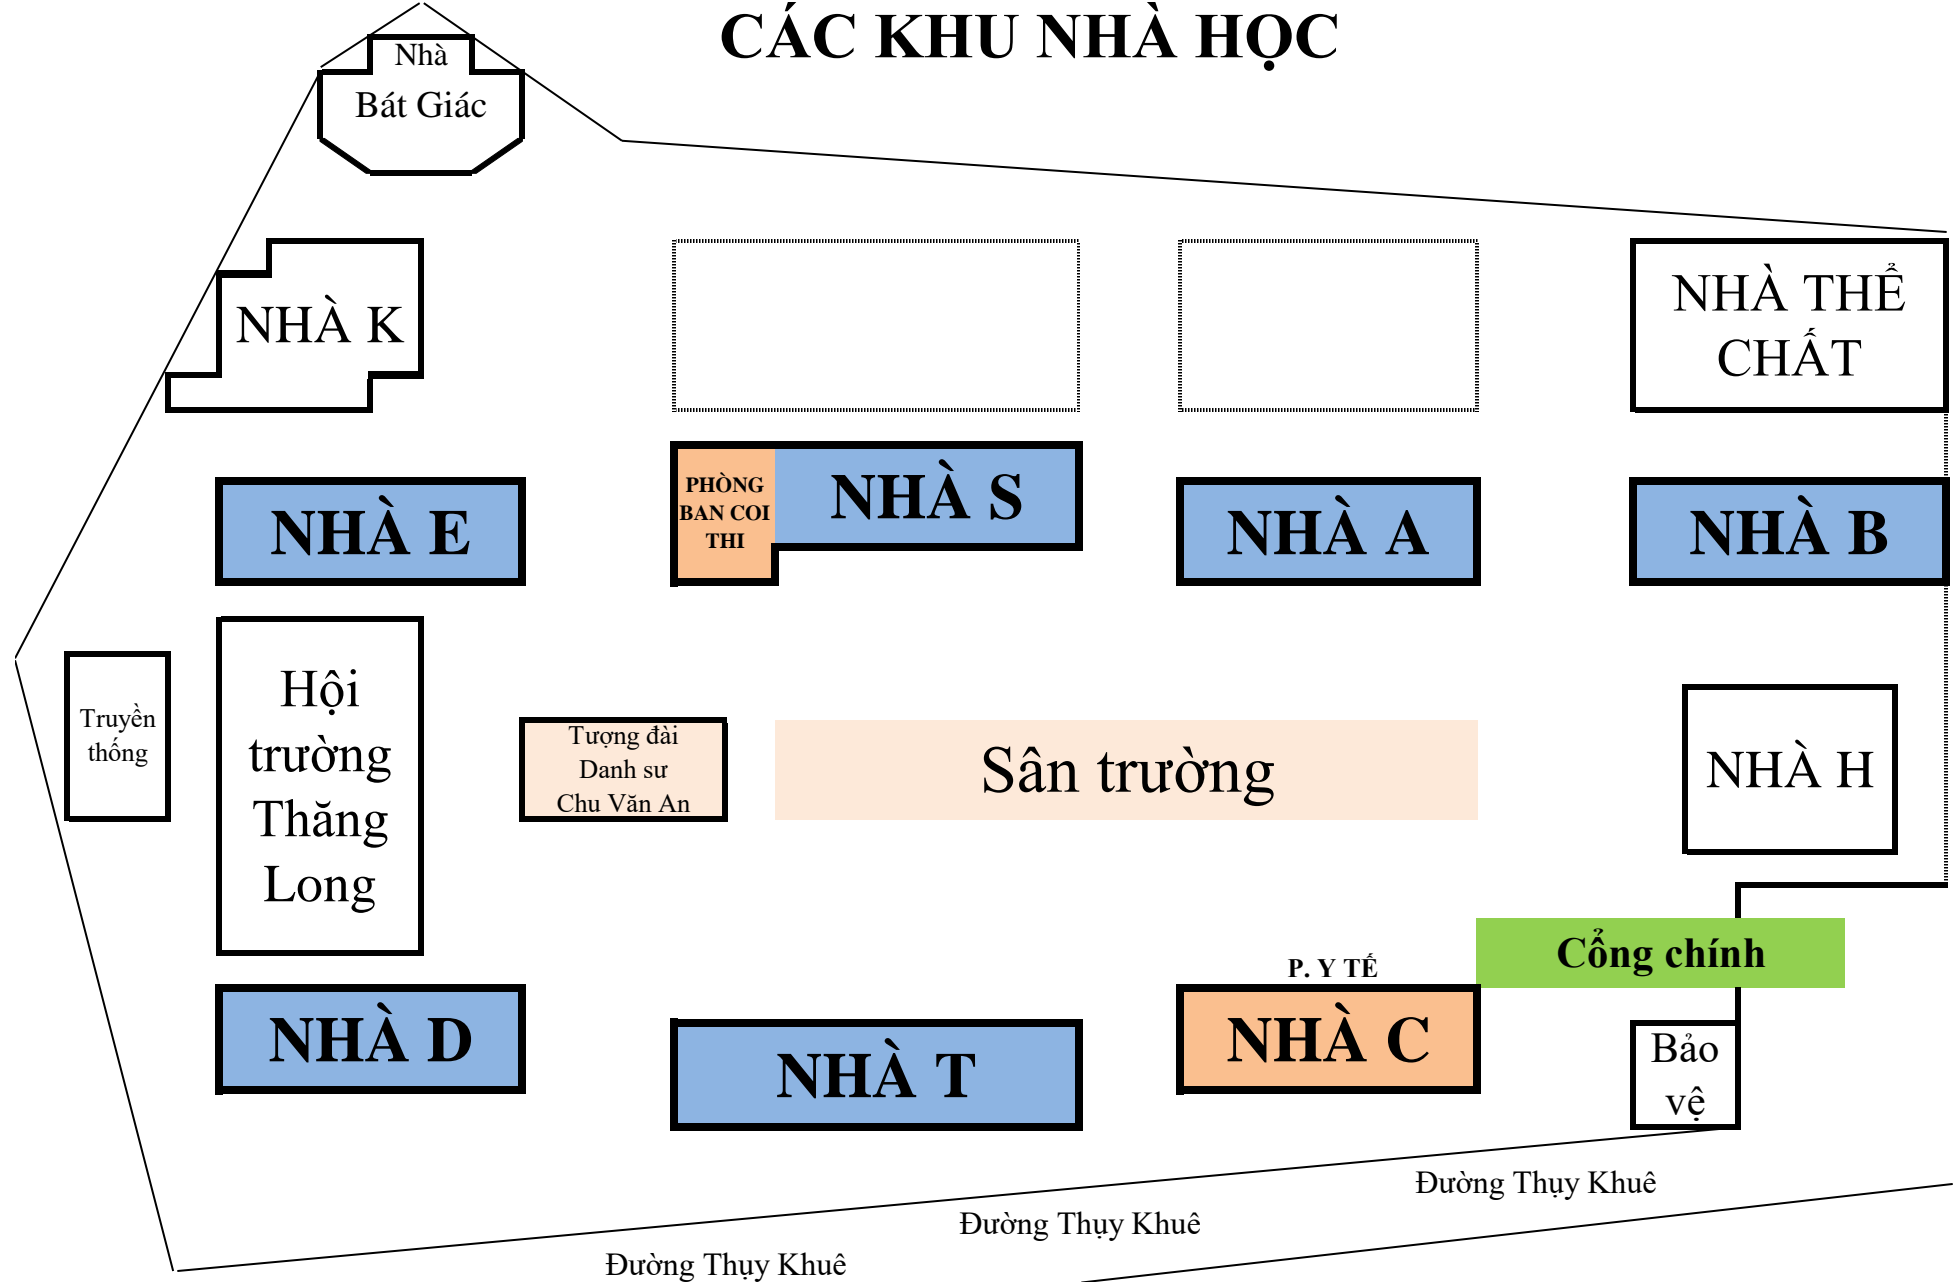 CÁC KHU NHÀ HỌC
Nhà
Bát Giác
NHÀ K
NHÀ THỂ
CHẤT
NHÀ E
PHÒNG
BAN COI
THI
NHÀ S
NHÀ A
NHÀ B
Truyền
thống
Hội
trường
Thăng
Long
Tượng đài
Danh sư
Chu Văn An
Sân trường
NHÀ H
Cổng chính
P. Y TẾ
NHÀ D
NHÀ T
NHÀ C
Bảo
vệ
Đường Thụy Khuê
Đường Thụy Khuê
Đường Thụy Khuê